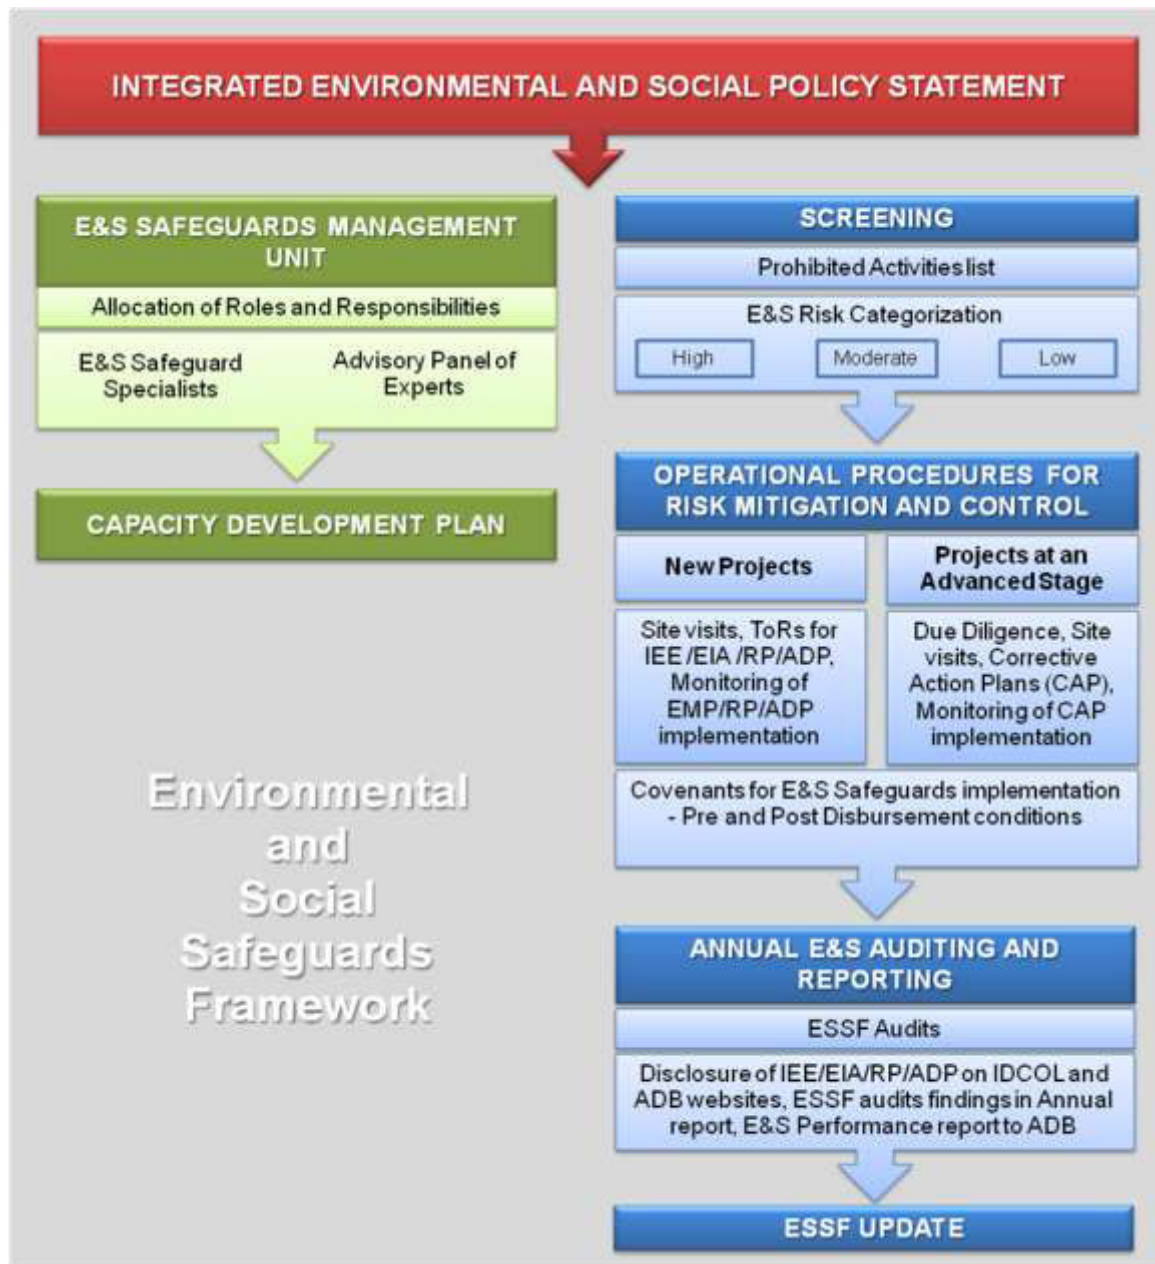 INTEGRATED ENVIRONMENTAL AND SOCIAL POLICY STATEMENT
E&S SAFEGUARDS MANAGEMENT
UNIT
Allocation of Roles and Responsibilities
E&S Safeguard
Specialists
Advisory Panel of
Experts
CAPACITY DEVELOPMENT PLAN
Environmental
and
Social
Safeguards
Framework
SCREENING
Prohibited Activities list
E&S Risk Categorization
High
Moderate
Low
OPERATIONAL PROCEDURES FOR
RISK MITIGATION AND CONTROL
New Projects
Site visits, ToRs for
IEE/EIA/RP/ADP,
Monitoring of
EMP/RP/ADP
implementation
Projects at an
Advanced Stage
Due Diligence, Site
visits, Corrective
Action Plans (CAP),
Monitoring of CAP
implementation
Covenants for E&S Safeguards implementation
- Pre and Post Disbursement conditions
ANNUAL E&S AUDITING AND
REPORTING
ESSF Audits
Disclosure of IEE/EIA/RP/ADP on IDCOL and
ADB websites, ESSF audits findings in Annual
report, E&S Performance report to ADB
ESSF UPDATE